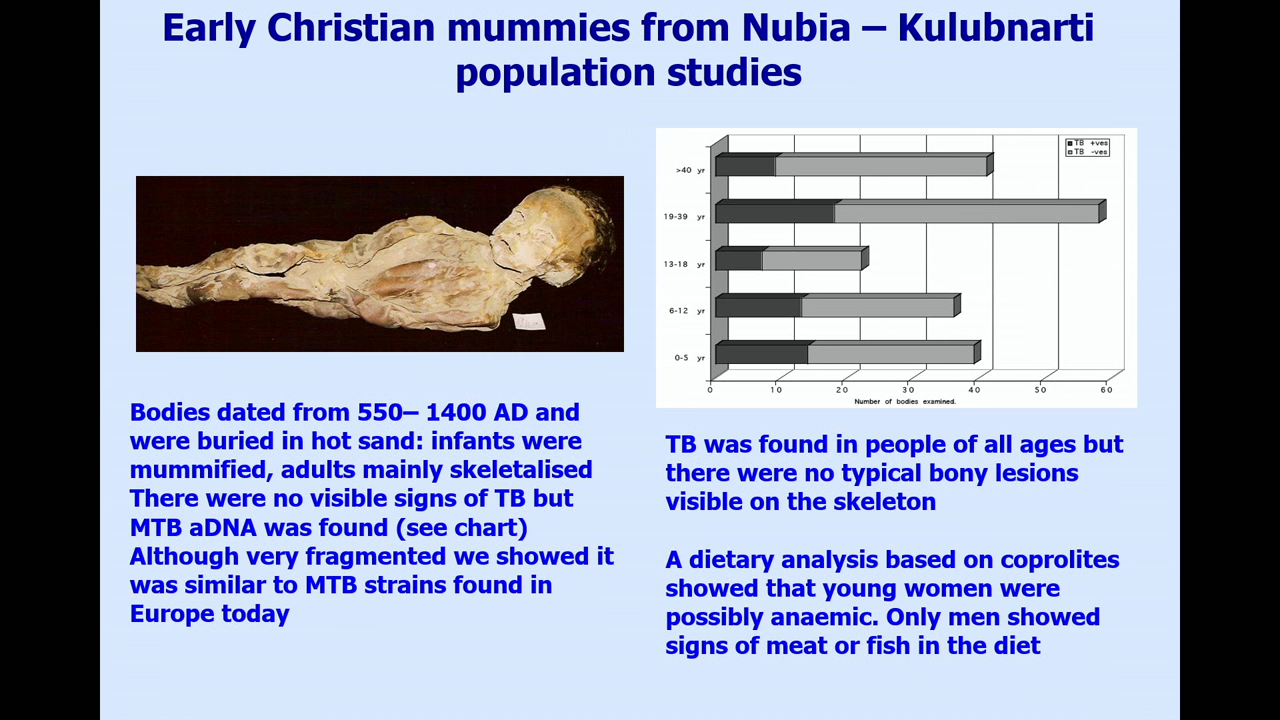 Early Christian mummies from Nubia – Kulubnarti
population studies
Bodies dated from 550– 1400 AD and
were buried in hot sand: infants were
mummified, adults mainly skeletalised
There were no visible signs of TB but
MTB aDNA was found (see chart)
Although very fragmented we showed it
was similar to MTB strains found in
Europe today
TB +ves
TB -ves
>40 yr
19-39 yr
13-18 yr
6-12 yr
0-5 yr
0 10 20 30 40 50 60
Number of bodies examined.
TB was found in people of all ages but
there were no typical bony lesions
visible on the skeleton
A dietary analysis based on coprolites
showed that young women were
possibly anaemic. Only men showed
signs of meat or fish in the diet